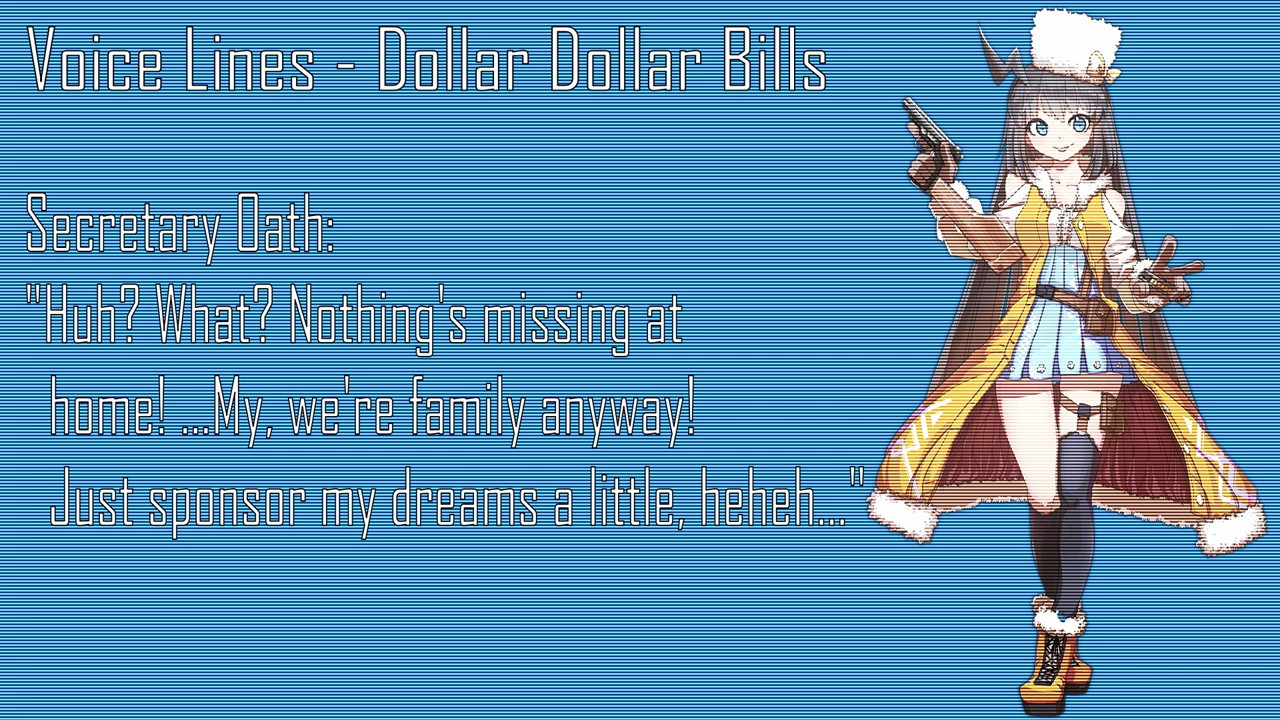 Voice Lines - Dollar Dollar Bills
Secretary Oath:
"Huh? What? Nothing's missing at
home! ...My, we're family anyway!
Just sponsor my dreams a little, heheh..."